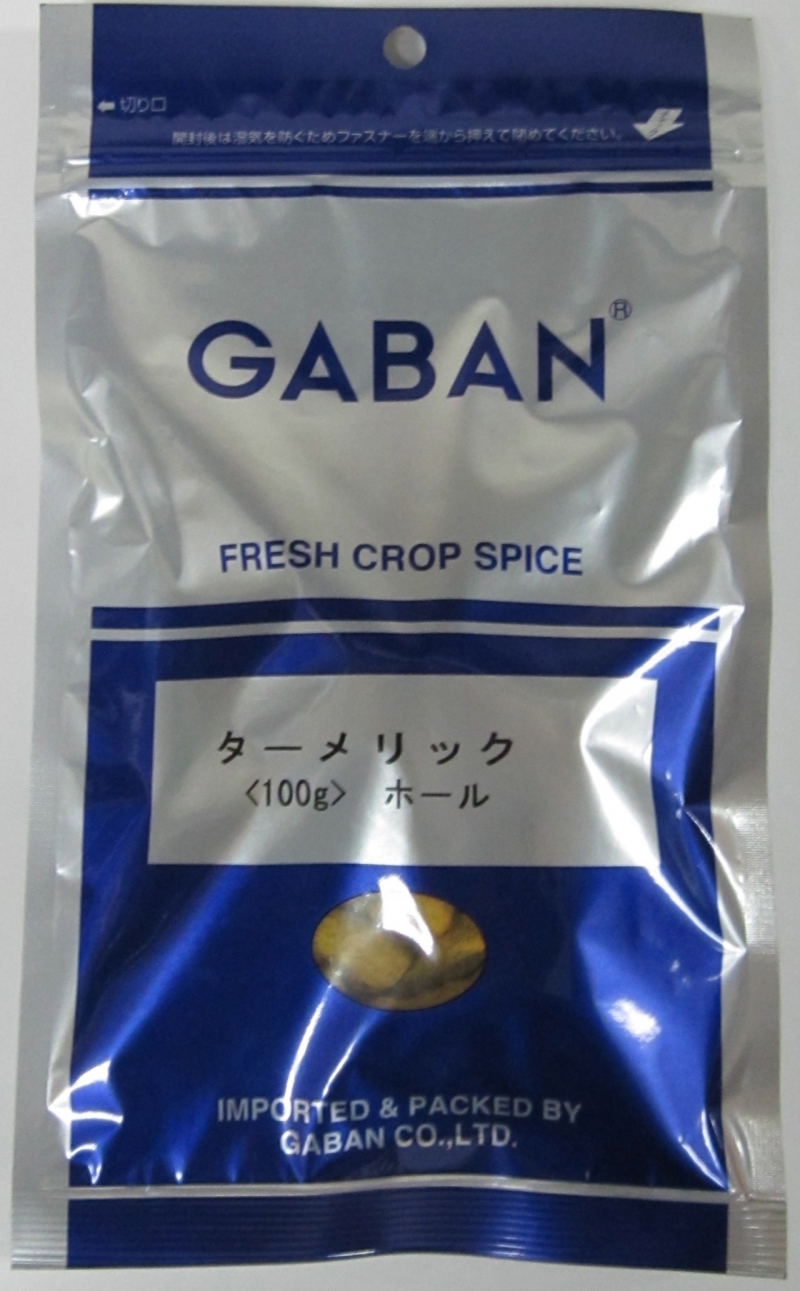 切り口
開封後は湿気を防ぐためファスナーを端から押えて閉めてください。
GABAN®
FRESH CROP SPICE
ターメリック
<100g> ホール
IMPORTED & PACKED BY
GABAN CO.,LTD.